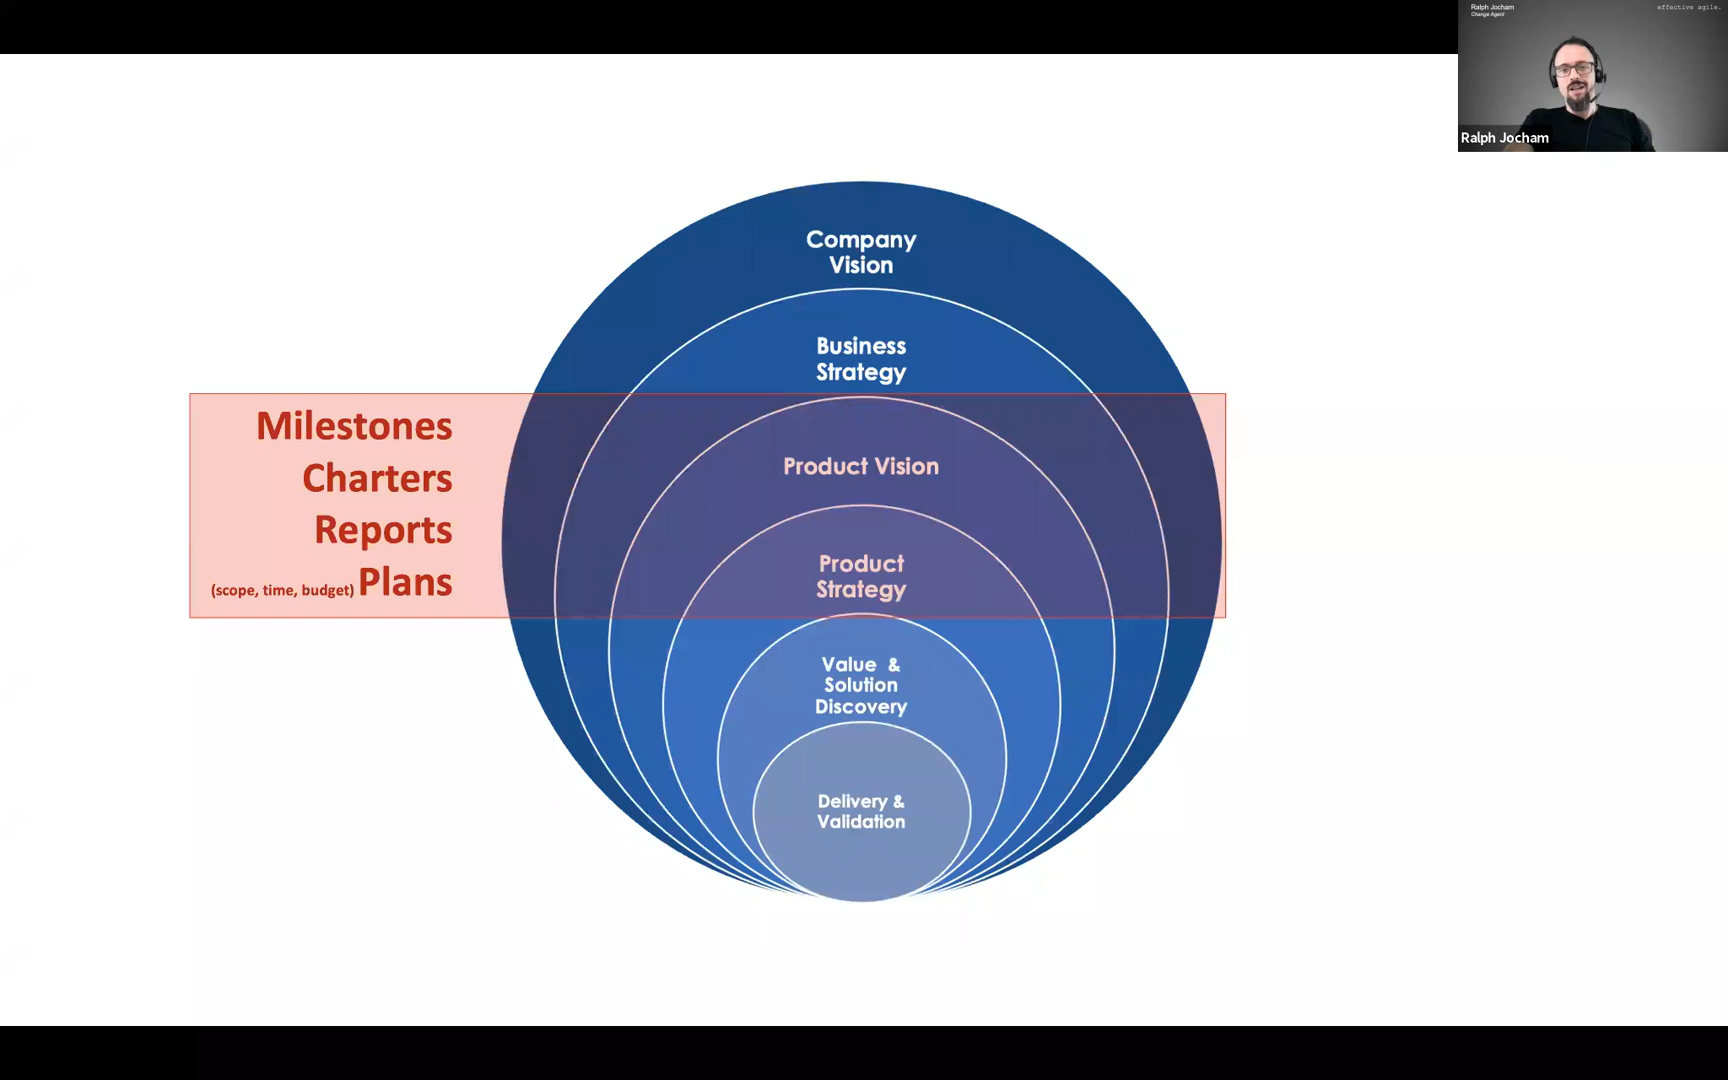 Ralph Jocham
Change Agent
effective agile.
Ralph Jocham
Company
Vision
Business
Strategy
Milestones
Charters
Reports
(scope, time, budget) Plans
Product Vision
Product
Strategy
Value &
Solution
Discovery
Delivery &
Validation